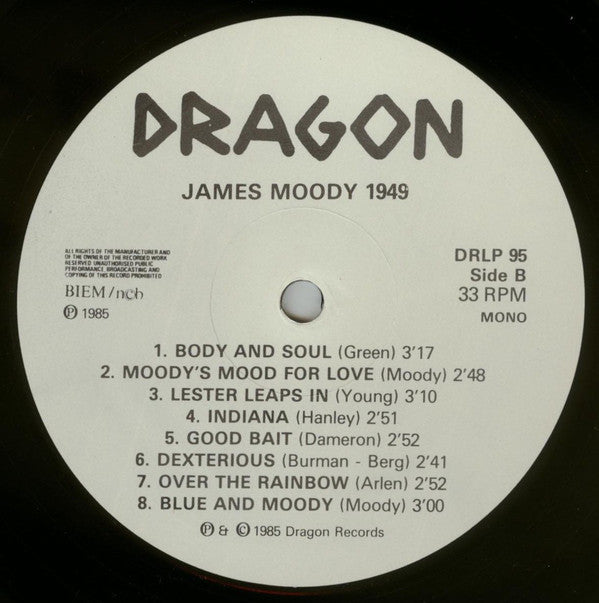 DRAGON
JAMES MOODY 1949
ALL RIGHTS OF THE MANUFACTURER AND
OF THE OWNER OF THE RECORDED WORK
RESERVED UNAUTHORISED PUBLIC
PERFORMANCE BROADCASTING AND
COPYING OF THIS RECORD PROHIBITED
BIEM/ncb
Ⓟ 1985
DRLP 95
Side B
33 RPM
MONO
1. BODY AND SOUL (Green) 3'17
2. MOODY'S MOOD FOR LOVE (Moody) 2'48
3. LESTER LEAPS IN (Young) 3'10
4. INDIANA (Hanley) 2'51
5. GOOD BAIT (Dameron) 2'52
6. DEXTERIOUS (Burman - Berg) 2'41
7. OVER THE RAINBOW (Arlen) 2'52
8. BLUE AND MOODY (Moody) 3'00
Ⓟ & © 1985 Dragon Records